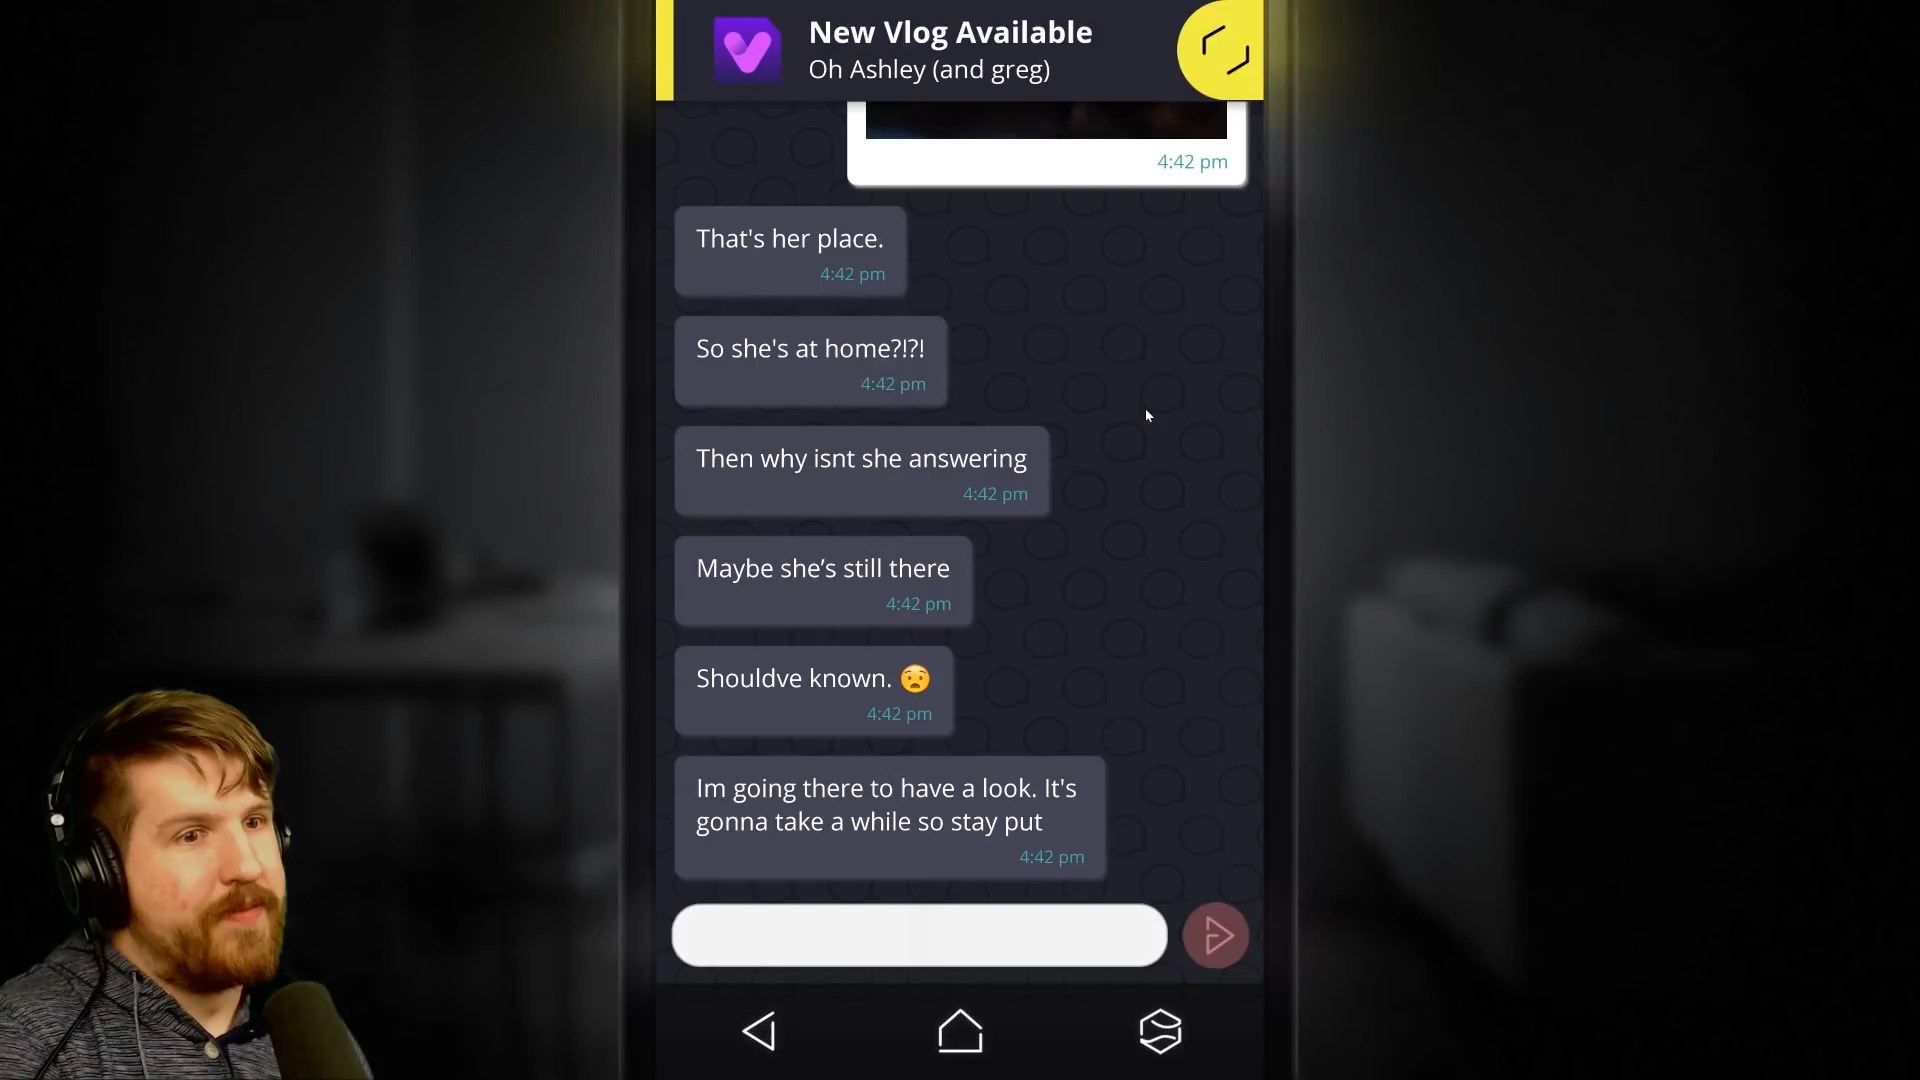 New Vlog Available
Oh Ashley (and greg)
4:42 pm
That's her place.
4:42 pm
So she's at home?!?!
4:42 pm
Then why isnt she answering
4:42 pm
Maybe she’s still there
4:42 pm
Shouldve known. 😧
4:42 pm
Im going there to have a look. It's
gonna take a while so stay put
4:42 pm